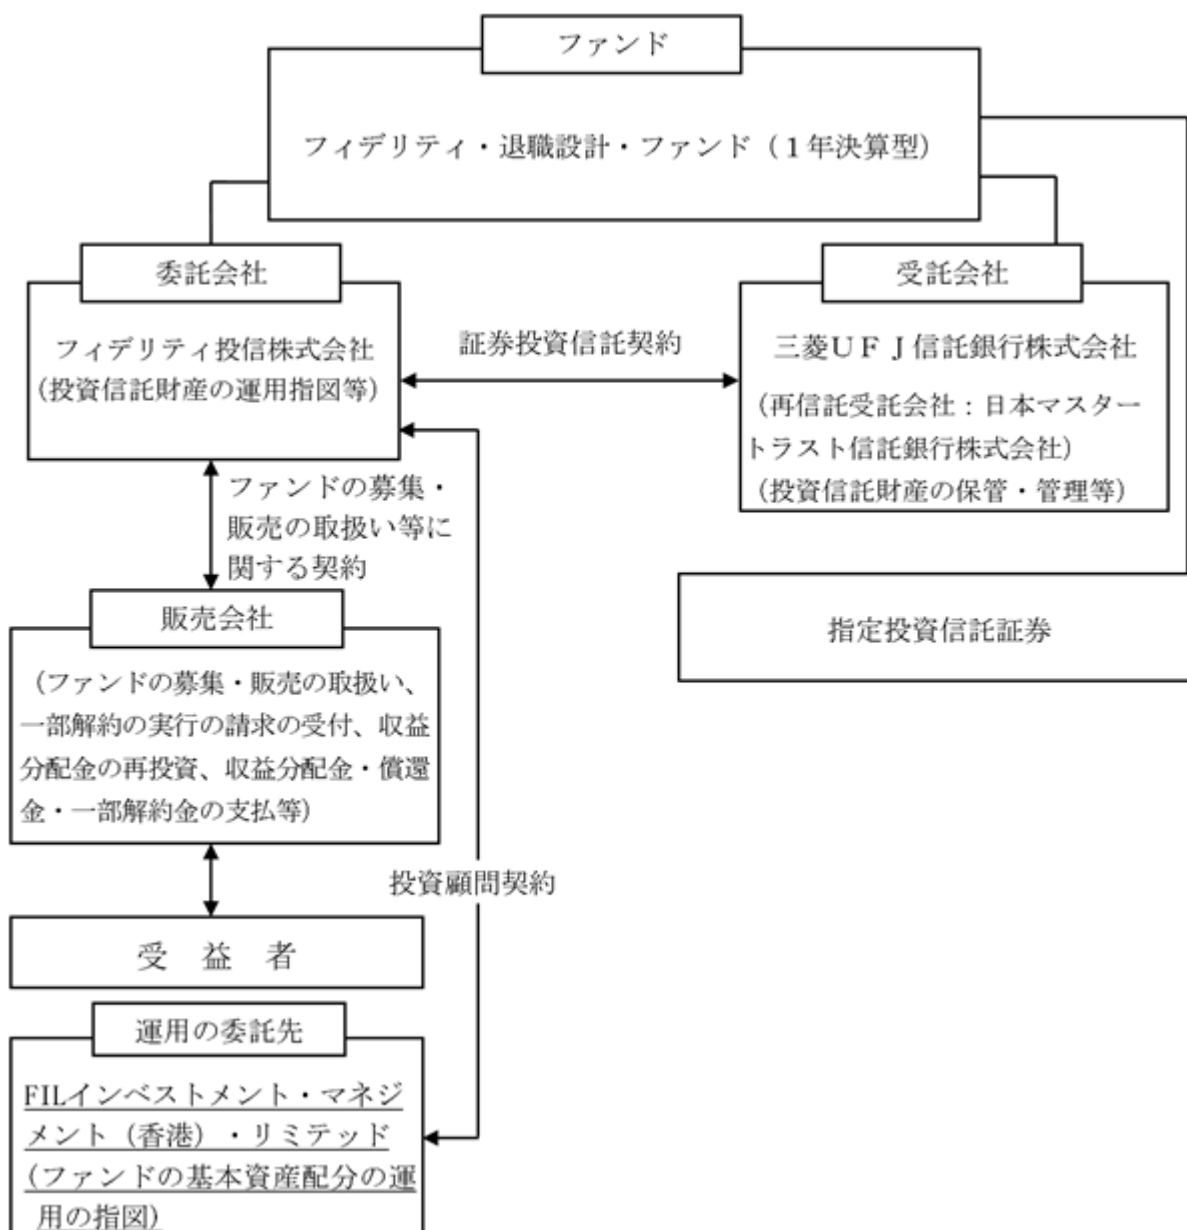 ファンド
フィデリティ・退職設計・ファンド（１年決算型）
委託会社
フィデリティ投信株式会社
（投資信託財産の運用指図等）
証券投資信託契約
受託会社
三菱ＵＦＪ信託銀行株式会社
（再信託受託会社：日本マスター
トラスト信託銀行株式会社）
（投資信託財産の保管・管理等）
ファンドの募集・
販売の取扱い等に
関する契約
指定投資信託証券
販売会社
（ファンドの募集・販売の取扱い、
一部解約の実行の請求の受付、収益
分配金の再投資、収益分配金・償還
金・一部解約金の支払等）
投資顧問契約
受　益　者
運用の委託先
FILインベストメント・マネジ
メント（香港）・リミテッド
（ファンドの基本資産配分の運
用の指図）